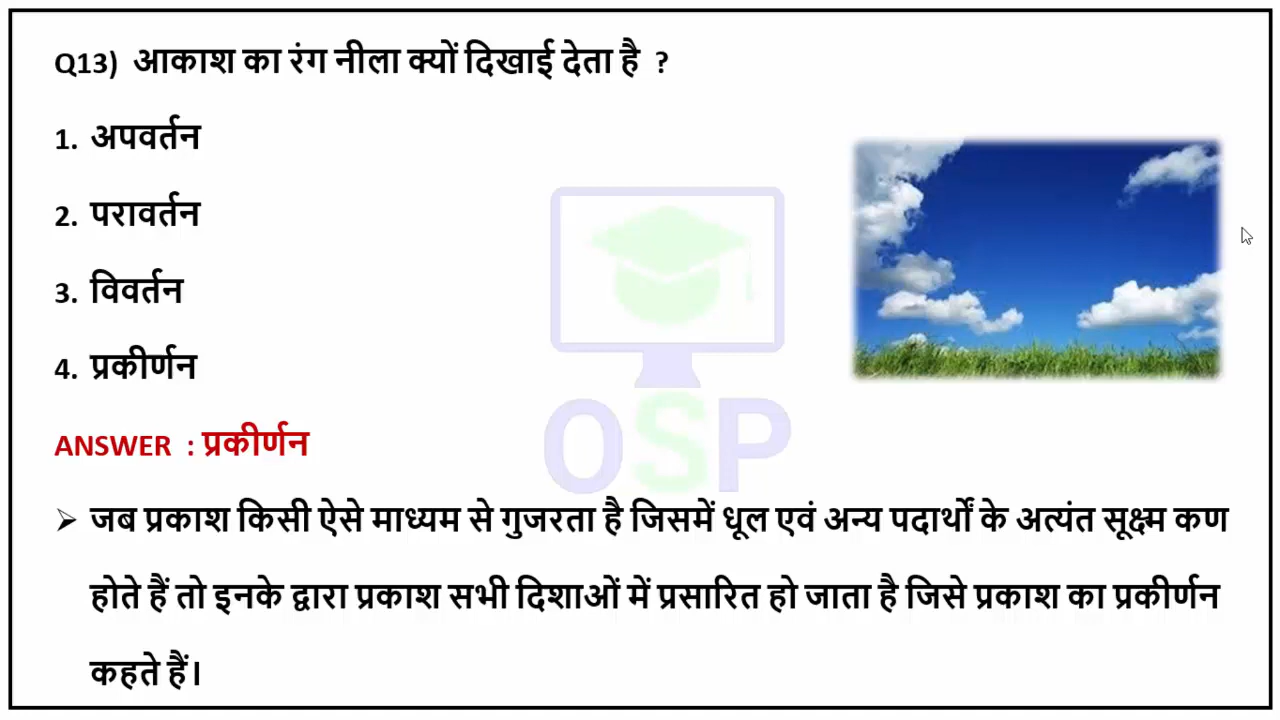 Q13) आकाश का रंग नीला क्यों दिखाई देता है ?
1. अपवर्तन
2. परावर्तन
3. विवर्तन
4. प्रकीर्णन
OSP
ANSWER : प्रकीर्णन
जब प्रकाश किसी ऐसे माध्यम से गुजरता है जिसमें धूल एवं अन्य पदार्थों के अत्यंत सूक्ष्म कण
होते हैं तो इनके द्वारा प्रकाश सभी दिशाओं में प्रसारित हो जाता है जिसे प्रकाश का प्रकीर्णन
कहते हैं।